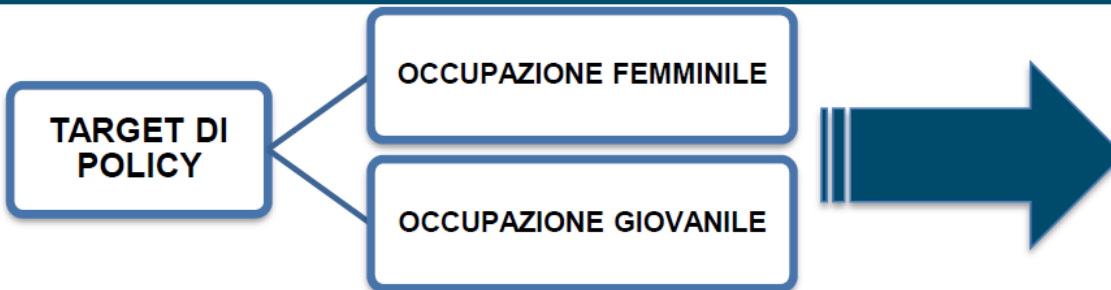 TARGET DI
POLICY
OCCUPAZIONE FEMMINILE
OCCUPAZIONE GIOVANILE